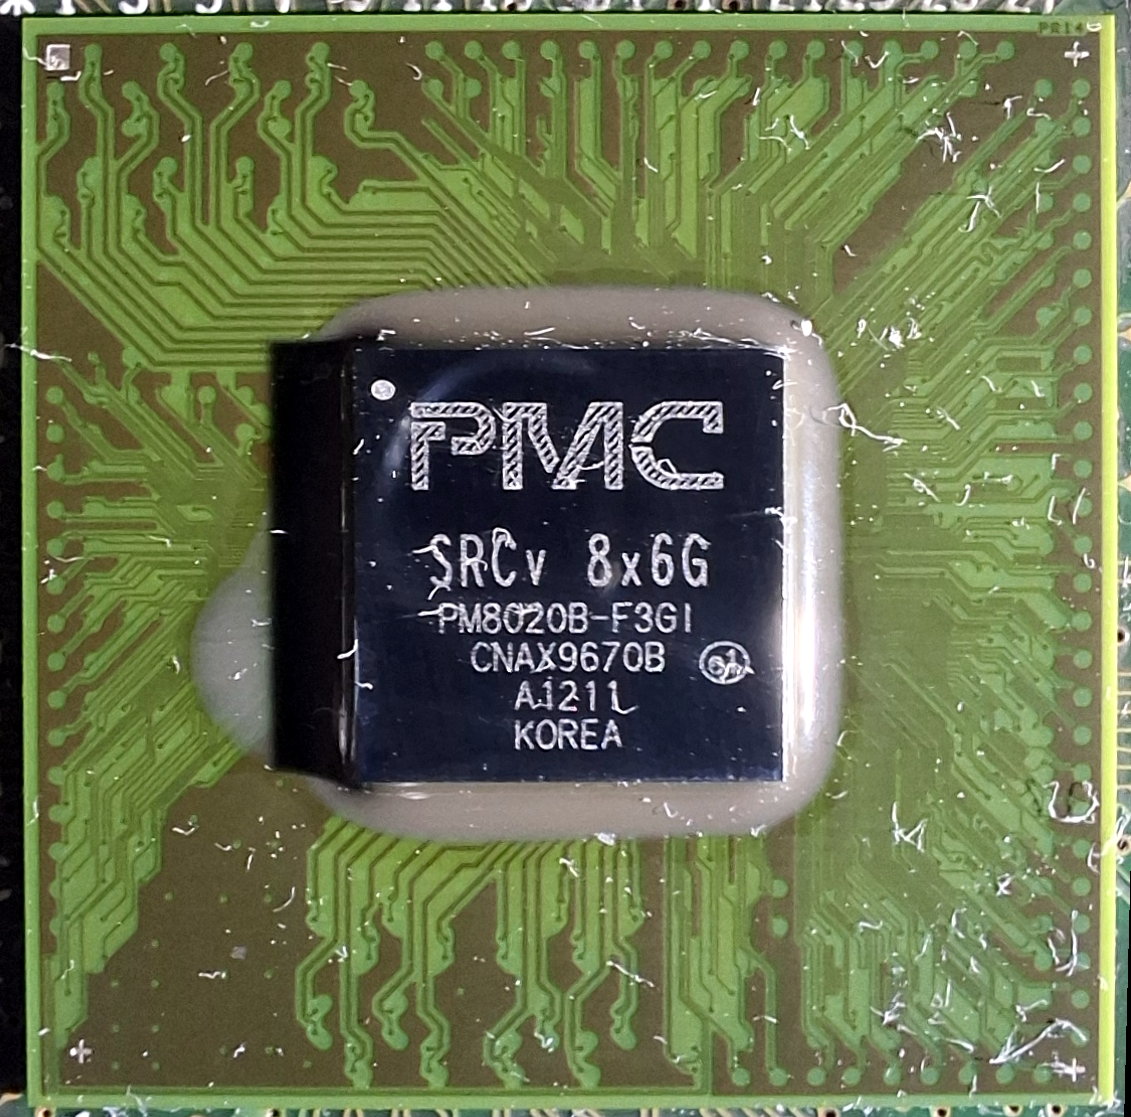 PMC
SRCv 8x6G
PM8020B-F3GI
CNAX9670B
A1211
KOREA